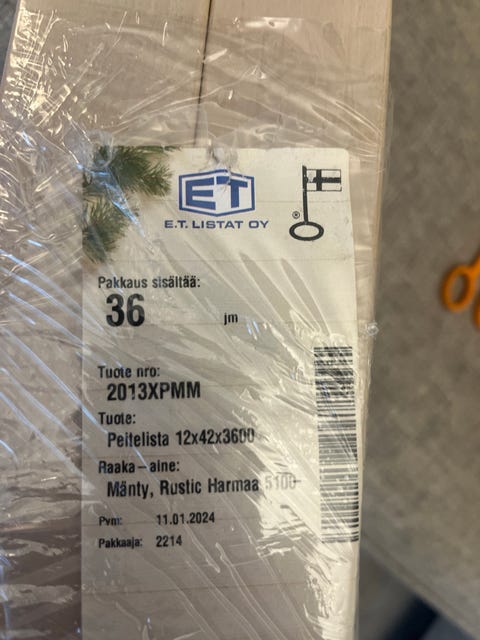 ET
E.T. LISTAT OY
®
Pakkaus sisältää:
36 jm
Tuote nro:
2013XPMM
Tuote:
Peitelista 12x42x3600
Raaka-aine:
Mänty, Rustic Harmaa 5100-
Pvm: 11.01.2024
Pakkaaja: 2214